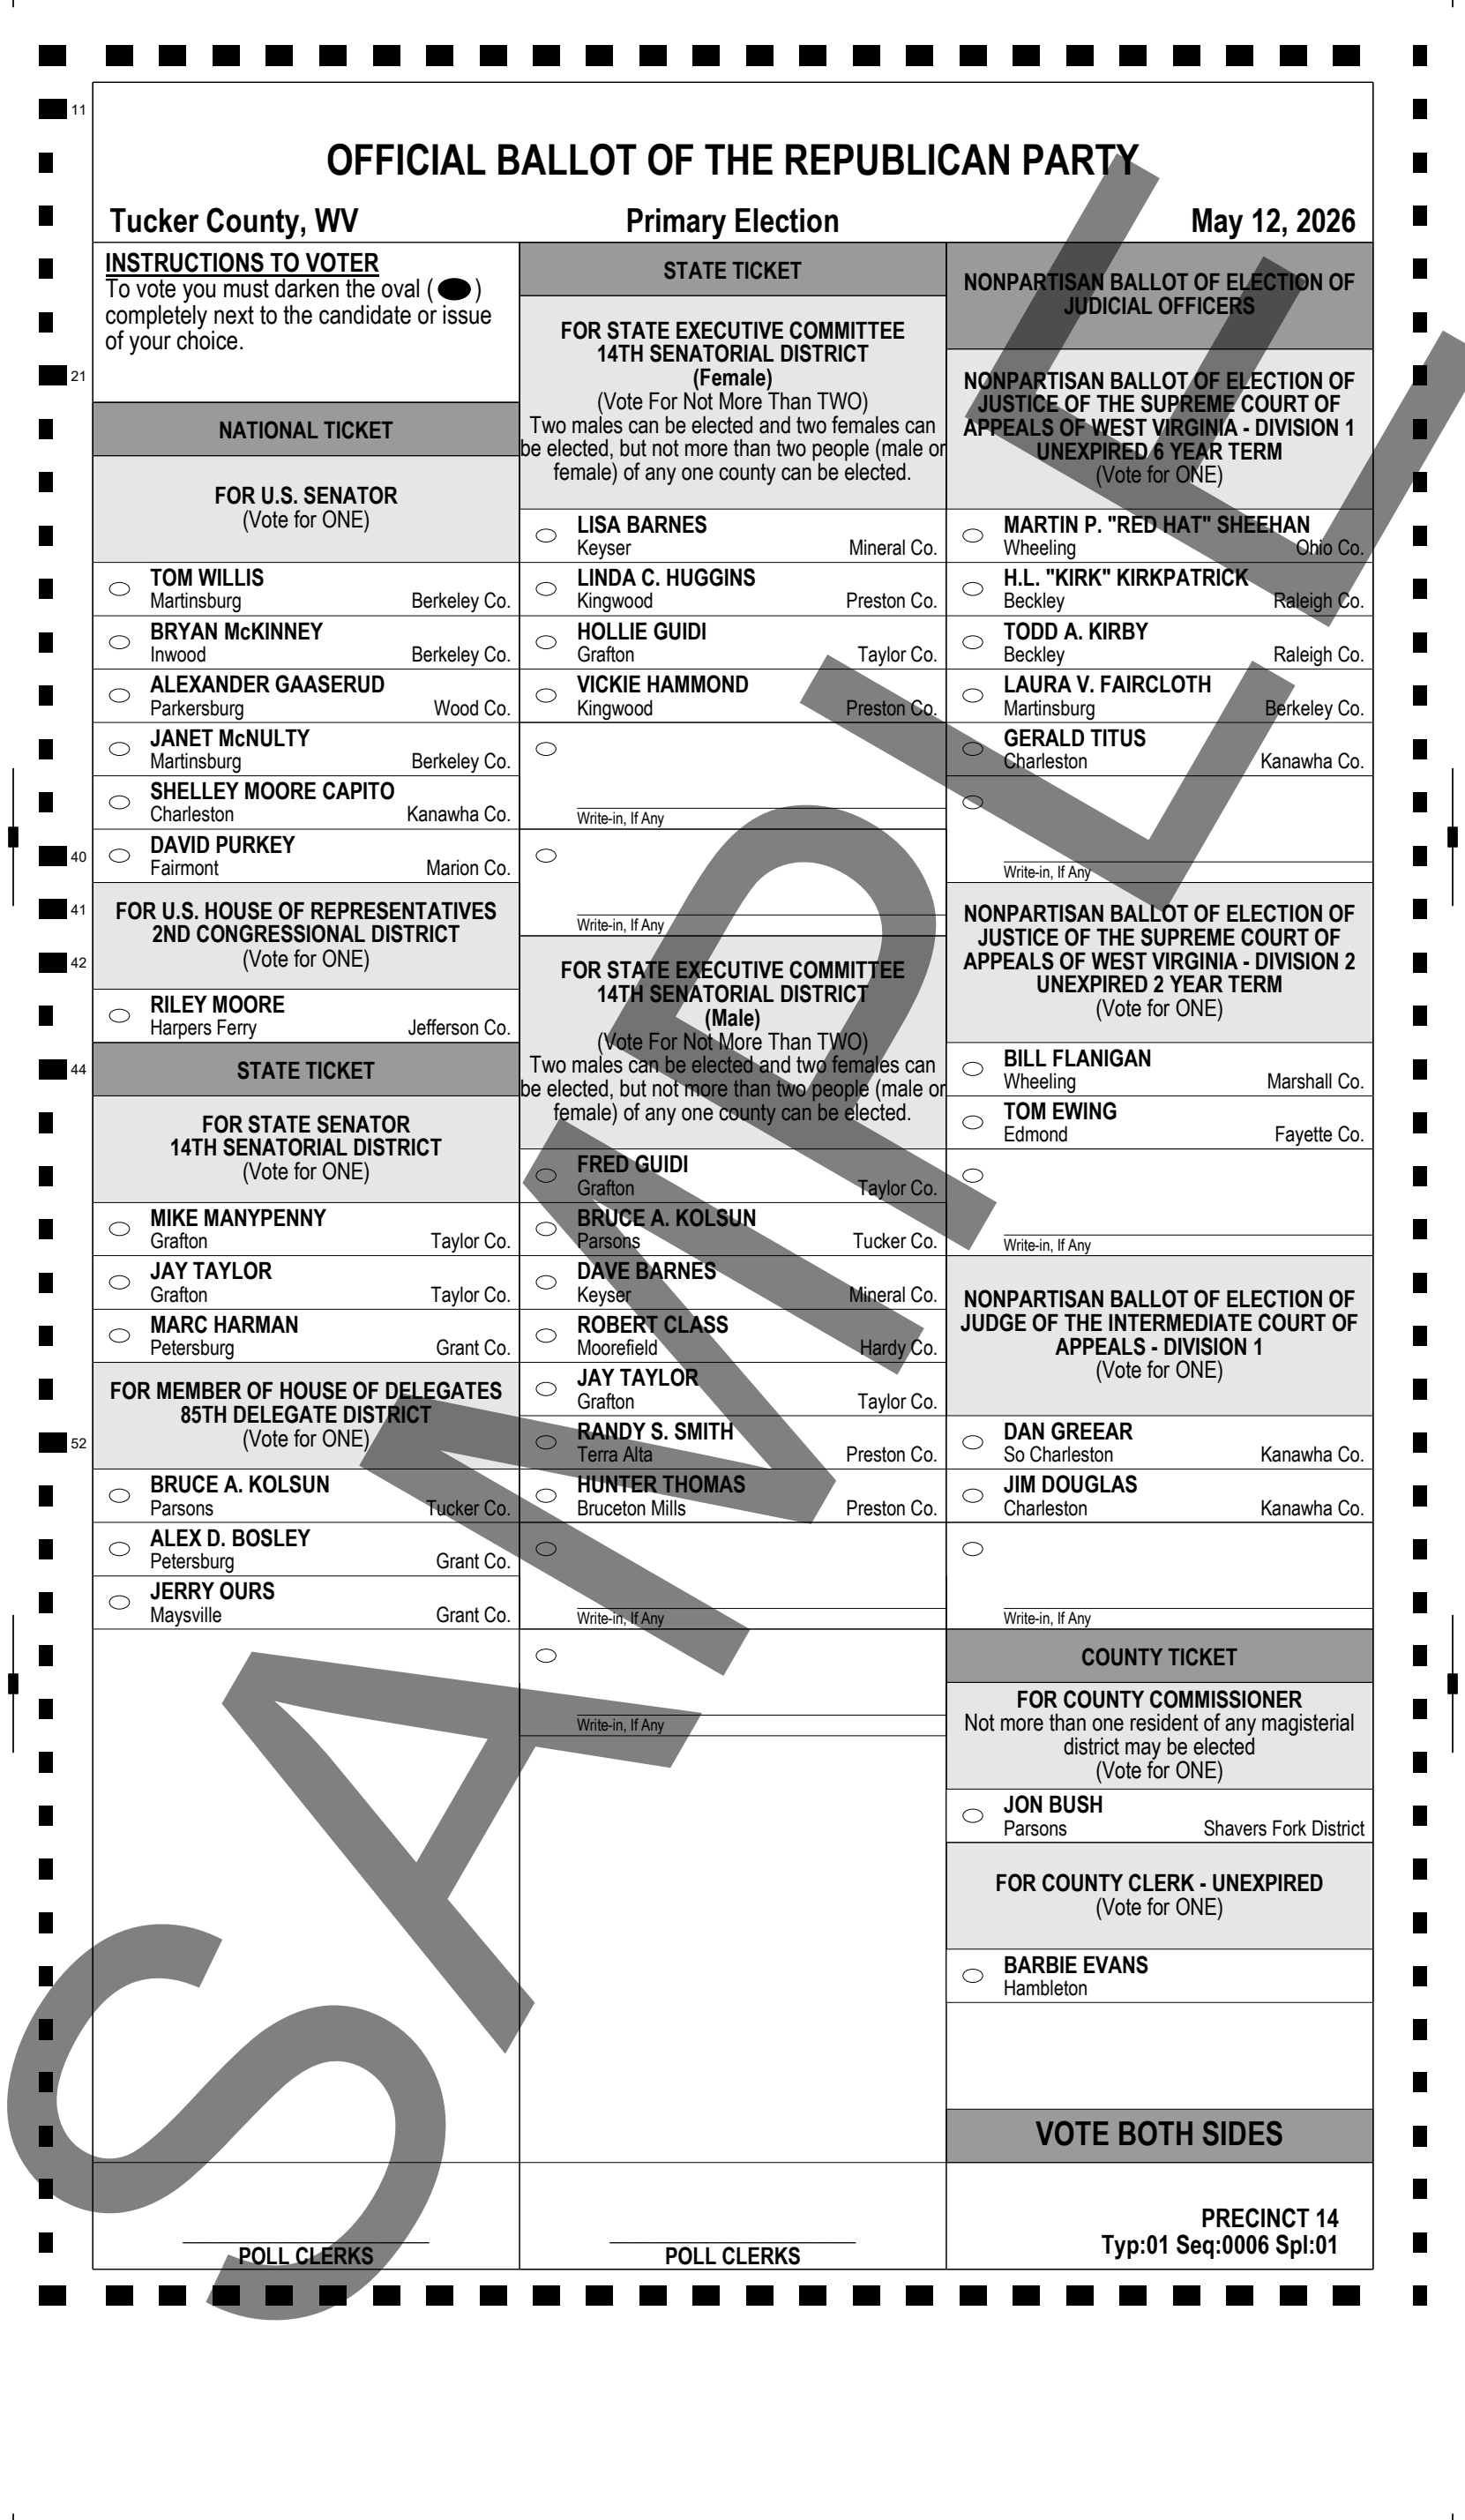 11
OFFICIAL BALLOT OF THE REPUBLICAN PARTY
Tucker County, WV Primary Election May 12, 2026
INSTRUCTIONS TO VOTER
To vote you must darken the oval ( )
completely next to the candidate or issue
of your choice.
21
NATIONAL TICKET
FOR U.S. SENATOR
(Vote for ONE)
TOM WILLIS
Martinsburg Berkeley Co.
BRYAN McKINNEY
Inwood Berkeley Co.
ALEXANDER GAASERUD
Parkersburg Wood Co.
JANET McNULTY
Martinsburg Berkeley Co.
SHELLEY MOORE CAPITO
Charleston Kanawha Co.
40
DAVID PURKEY
Fairmont Marion Co.
41
FOR U.S. HOUSE OF REPRESENTATIVES
2ND CONGRESSIONAL DISTRICT
42
(Vote for ONE)
RILEY MOORE
Harpers Ferry Jefferson Co.
44
STATE TICKET
FOR STATE SENATOR
14TH SENATORIAL DISTRICT
(Vote for ONE)
MIKE MANYPENNY
Grafton Taylor Co.
JAY TAYLOR
Grafton Taylor Co.
MARC HARMAN
Petersburg Grant Co.
FOR MEMBER OF HOUSE OF DELEGATES
85TH DELEGATE DISTRICT
(Vote for ONE)
52
BRUCE A. KOLSUN
Parsons Tucker Co.
ALEX D. BOSLEY
Petersburg Grant Co.
JERRY OURS
Maysville Grant Co.
POLL CLERKS
STATE TICKET
FOR STATE EXECUTIVE COMMITTEE
14TH SENATORIAL DISTRICT
(Female)
(Vote For Not More Than TWO)
Two males can be elected and two females can
be elected, but not more than two people (male or
female) of any one county can be elected.
LISA BARNES
Keyser Mineral Co.
LINDA C. HUGGINS
Kingwood Preston Co.
HOLLIE GUIDI
Grafton Taylor Co.
VICKIE HAMMOND
Kingwood Preston Co.
Write-in, If Any
Write-in, If Any
FOR STATE EXECUTIVE COMMITTEE
14TH SENATORIAL DISTRICT
(Male)
(Vote For Not More Than TWO)
Two males can be elected and two females can
be elected, but not more than two people (male or
female) of any one county can be elected.
FRED GUIDI
Grafton Taylor Co.
BRUCE A. KOLSUN
Parsons Tucker Co.
DAVE BARNES
Keyser Mineral Co.
ROBERT CLASS
Moorefield Hardy Co.
JAY TAYLOR
Grafton Taylor Co.
RANDY S. SMITH
Terra Alta Preston Co.
HUNTER THOMAS
Bruceton Mills Preston Co.
Write-in, If Any
Write-in, If Any
POLL CLERKS
NONPARTISAN BALLOT OF ELECTION OF
JUDICIAL OFFICERS
NONPARTISAN BALLOT OF ELECTION OF
JUSTICE OF THE SUPREME COURT OF
APPEALS OF WEST VIRGINIA - DIVISION 1
UNEXPIRED 6 YEAR TERM
(Vote for ONE)
MARTIN P. "RED HAT" SHEEHAN
Wheeling Ohio Co.
H.L. "KIRK" KIRKPATRICK
Beckley Raleigh Co.
TODD A. KIRBY
Beckley Raleigh Co.
LAURA V. FAIRCLOTH
Martinsburg Berkeley Co.
GERALD TITUS
Charleston Kanawha Co.
Write-in, If Any
NONPARTISAN BALLOT OF ELECTION OF
JUSTICE OF THE SUPREME COURT OF
APPEALS OF WEST VIRGINIA - DIVISION 2
UNEXPIRED 2 YEAR TERM
(Vote for ONE)
BILL FLANIGAN
Wheeling Marshall Co.
TOM EWING
Edmond Fayette Co.
Write-in, If Any
NONPARTISAN BALLOT OF ELECTION OF
JUDGE OF THE INTERMEDIATE COURT OF
APPEALS - DIVISION 1
(Vote for ONE)
DAN GREEAR
So Charleston Kanawha Co.
JIM DOUGLAS
Charleston Kanawha Co.
Write-in, If Any
COUNTY TICKET
FOR COUNTY COMMISSIONER
Not more than one resident of any magisterial
district may be elected
(Vote for ONE)
JON BUSH
Parsons Shavers Fork District
FOR COUNTY CLERK - UNEXPIRED
(Vote for ONE)
BARBIE EVANS
Hambleton
VOTE BOTH SIDES
PRECINCT 14
Typ:01 Seq:0006 Spl:01
SAMPLE